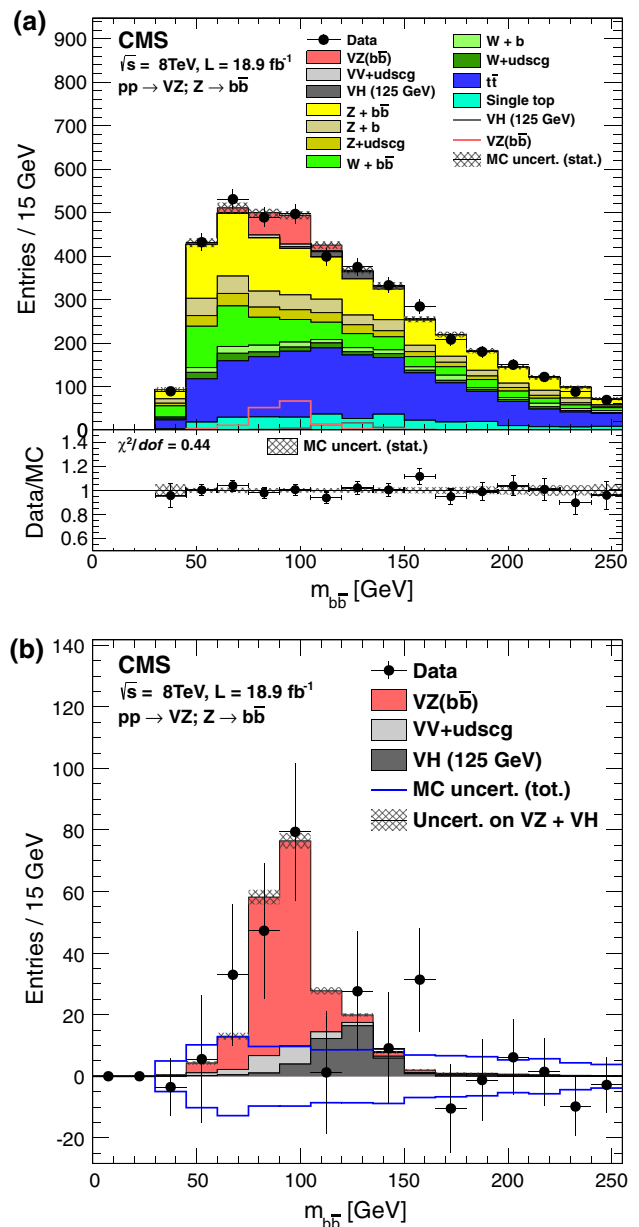 (a)
CMS
√s = 8TeV, L = 18.9 fb⁻¹
pp → VZ; Z → bb̅
Data
VZ(bb̅)
VV+udscg
VH (125 GeV)
Z + bb̅
Z + b
Z+udscg
W + bb̅
W + b
W+udscg
tt̅
Single top
VH (125 GeV)
VZ(bb̅)
MC uncert. (stat.)
Entries / 15 GeV
900
800
700
600
500
400
300
200
100
0
χ²/dof = 0.44
MC uncert. (stat.)
Data/MC
1.4
1.2
1
0.8
0.6
0 50 100 150 200 250
m_bb̅ [GeV]
(b)
CMS
√s = 8TeV, L = 18.9 fb⁻¹
pp → VZ; Z → bb̅
Data
VZ(bb̅)
VV+udscg
VH (125 GeV)
MC uncert. (tot.)
Uncert. on VZ + VH
Entries / 15 GeV
140
120
100
80
60
40
20
0
-20
0 50 100 150 200 250
m_bb̅ [GeV]